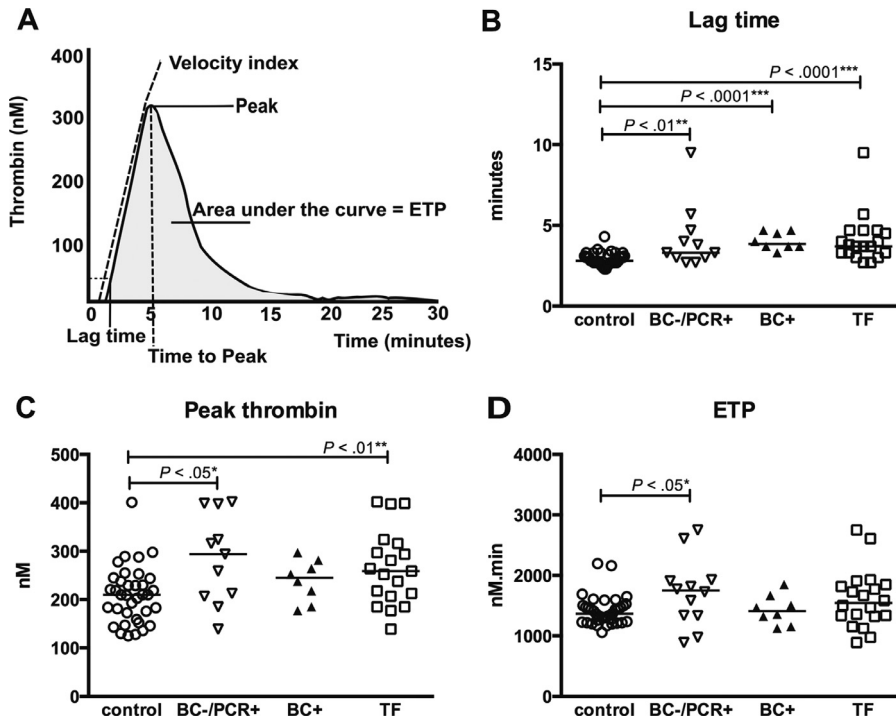 A
400
300
200
100
Thrombin (nM)
Velocity index
Peak
Area under the curve = ETP
0 5 10 15 20 25 30
Lag time
Time (minutes)
Time to Peak
B
Lag time
15
10
5
0
minutes
P < .0001***
P < .0001***
P < .01**
control BC-/PCR+ BC+ TF
C
Peak thrombin
500
400
300
200
100
0
nM
P < .01**
P < .05*
control BC-/PCR+ BC+ TF
D
ETP
4000
3000
2000
1000
0
nM.min
P < .05*
control BC-/PCR+ BC+ TF